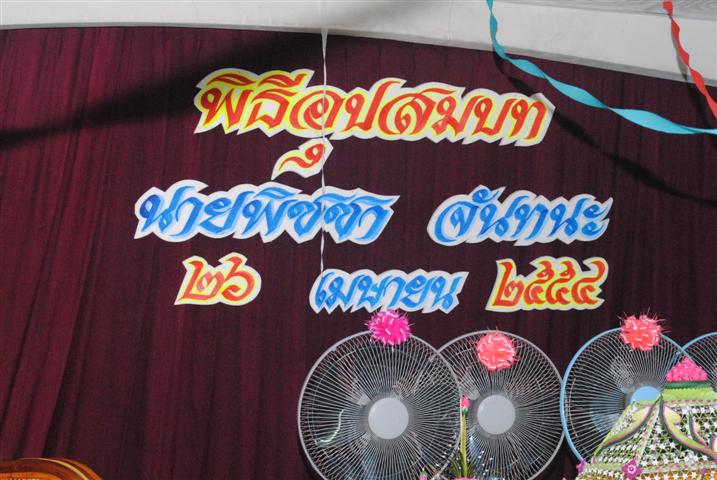 พิธีอุปสมบท
นายพิชชา จันทนะ
๒๖ เมษายน ๒๕๕๔